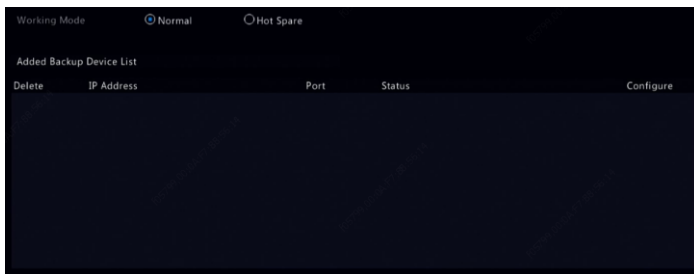 Working Mode Normal Hot Spare
Added Backup Device List
Delete IP Address Port Status Configure